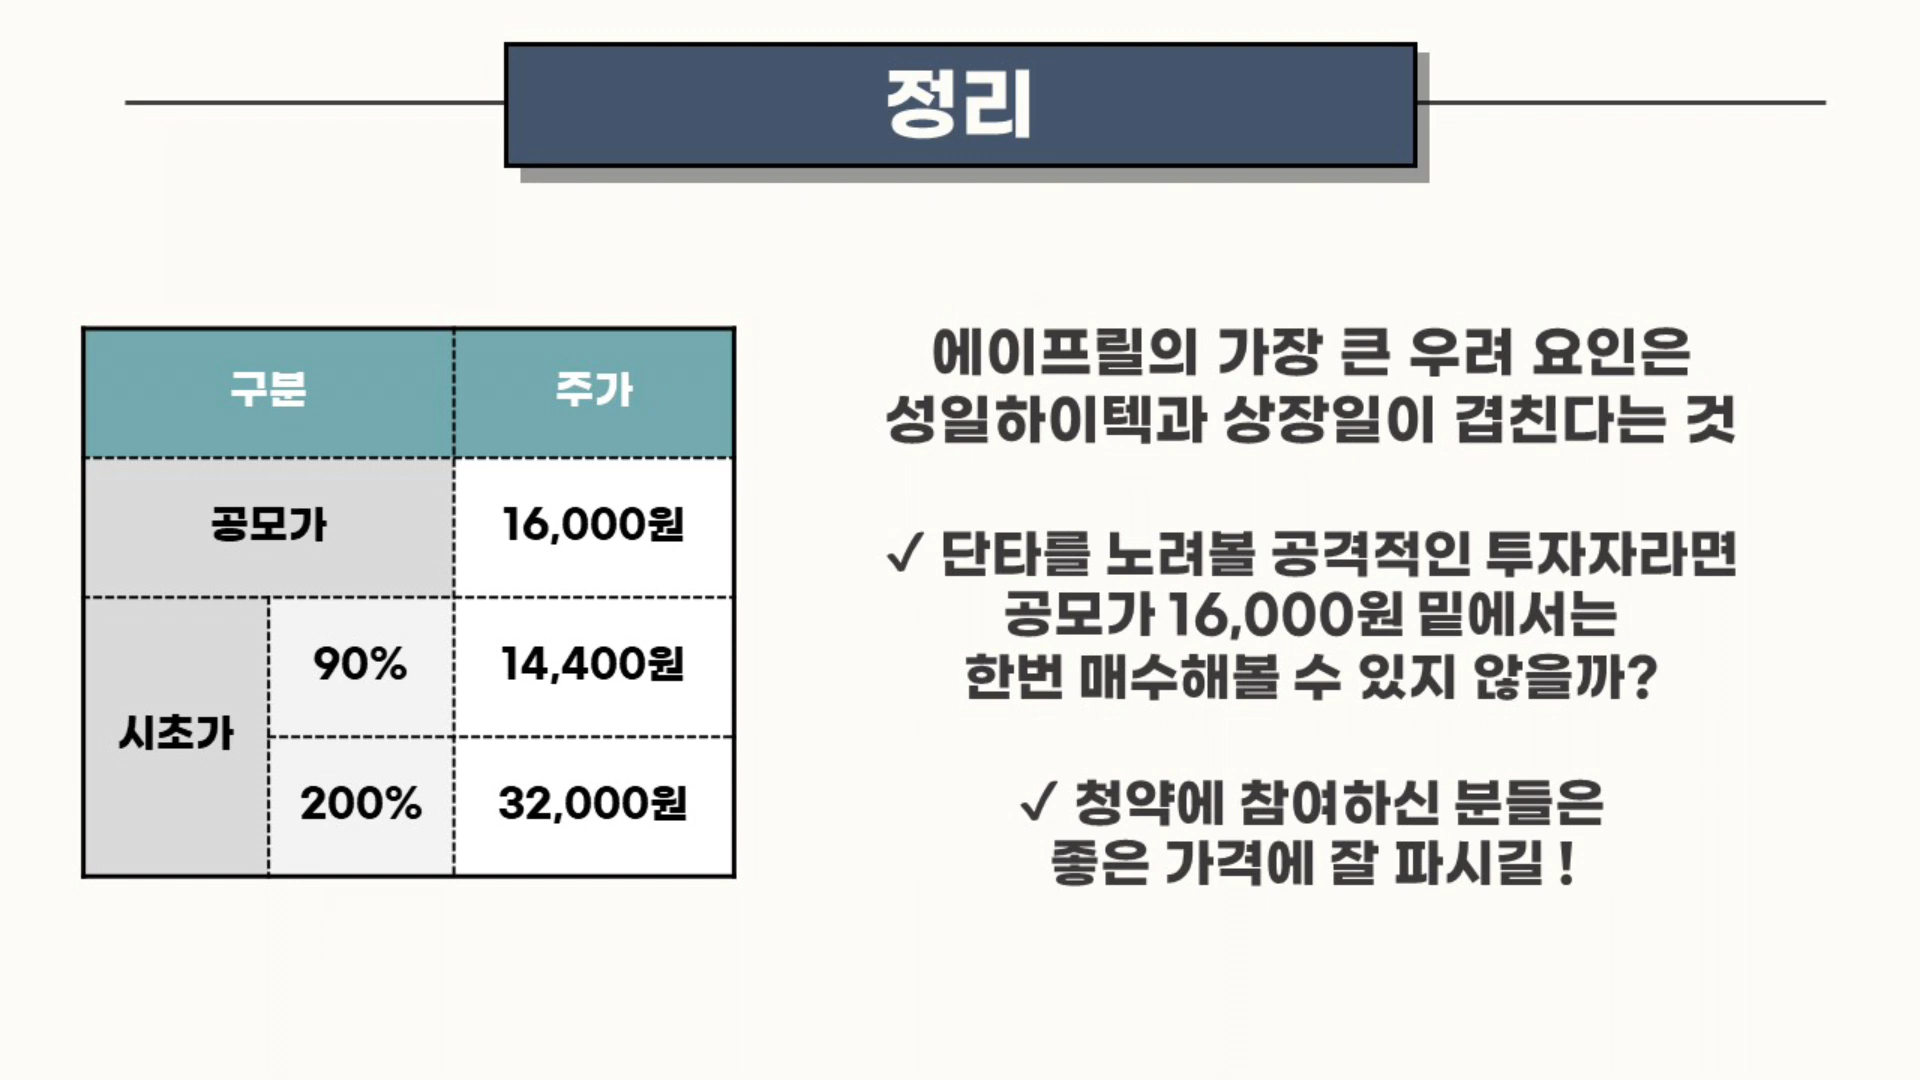 정리
구분 주가
공모가 16,000원
시초가 90% 14,400원
200% 32,000원
에이프릴의 가장 큰 우려 요인은
성일하이텍과 상장일이 겹친다는 것
✓ 단타를 노려볼 공격적인 투자자라면
공모가 16,000원 밑에서는
한번 매수해볼 수 있지 않을까?
✓ 청약에 참여하신 분들은
좋은 가격에 잘 파시길 !